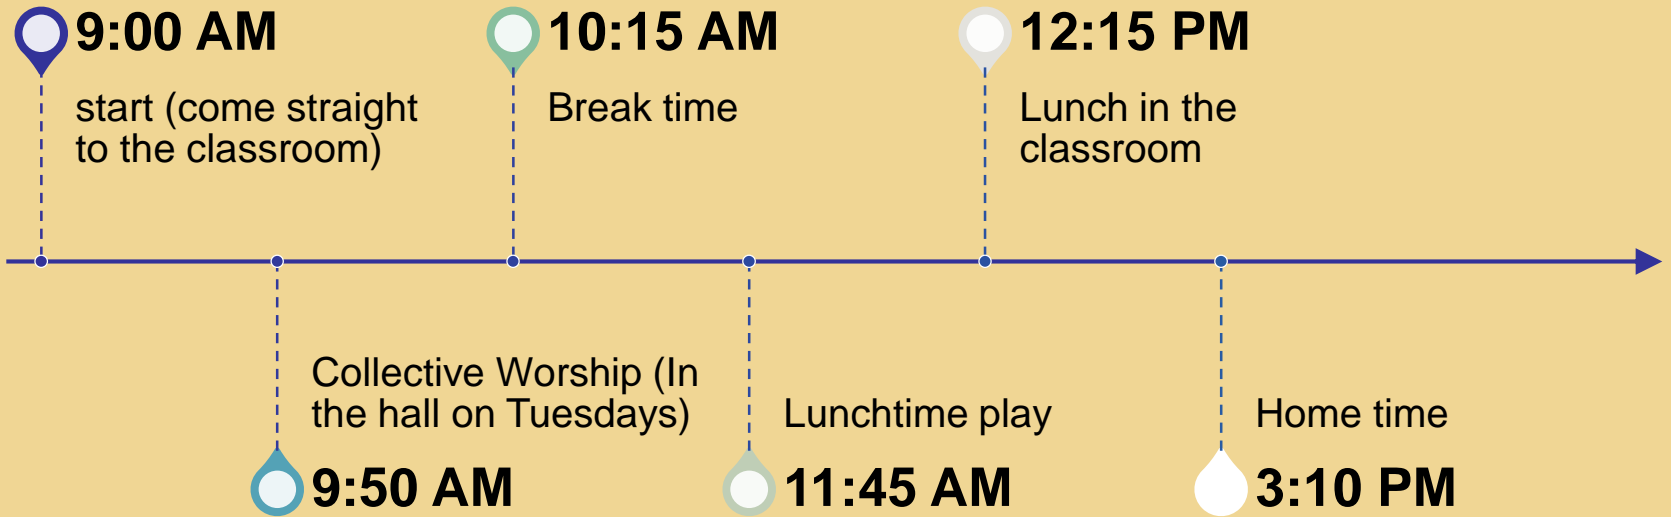 9:00 AM
start (come straight
to the classroom)
10:15 AM
Break time
12:15 PM
Lunch in the
classroom
Collective Worship (In
the hall on Tuesdays)
9:50 AM
Lunchtime play
11:45 AM
Home time
3:10 PM